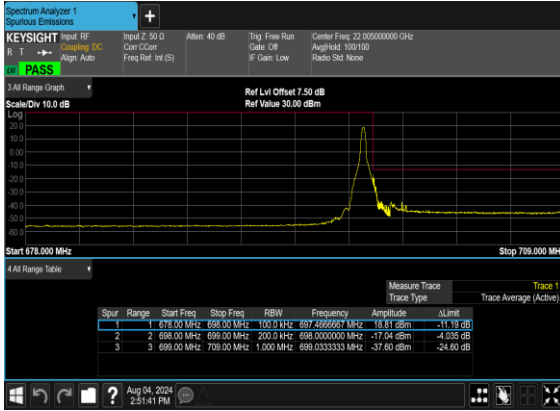 Spectrum Analyzer 1
Spurious Emissions
+
KEYSIGHT Input: RF Input Z: 50 Ω Atten: 40 dB Trig: Free Run Center Freq: 22.005000000 GHz
R T Coupling: DC Corr CCorr Gate: Off Avg|Hold: 100/100
Align: Auto Freq Ref: Int (S) IF Gain: Low Radio Std: None
PASS
3 All Range Graph Ref Lvl Offset 7.50 dB
Scale/Div 10.0 dB Ref Value 30.00 dBm
Log
20.0
10.0
0.00
-10.0
-20.0
-30.0
-40.0
-50.0
-60.0
Start 678.000 MHz Stop 709.000 MH
4 All Range Table
Measure Trace Trace 1
Trace Type Trace Average (Active)
Spur Range Start Freq Stop Freq RBW Frequency Amplitude ΔLimit
1 1 678.00 MHz 698.00 MHz 100.0 kHz 697.4666667 MHz 18.81 dBm -11.19 dB
2 2 698.00 MHz 699.00 MHz 200.0 kHz 698.0000000 MHz -17.04 dBm -4.035 dB
3 3 699.00 MHz 709.00 MHz 1.000 MHz 699.0333333 MHz -37.60 dBm -24.60 dB
? Aug 04, 2024
2:51:41 PM